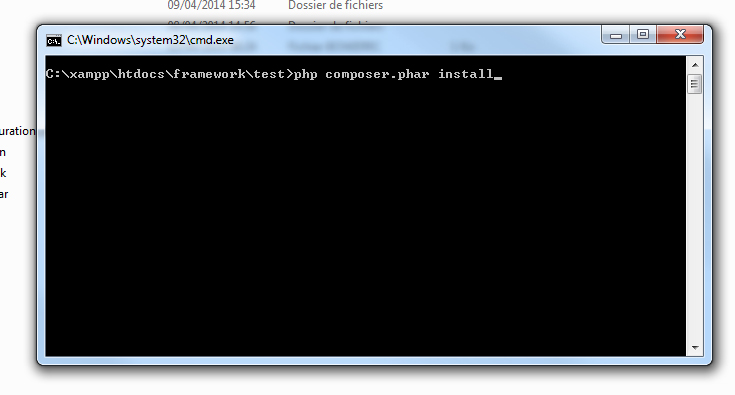 09/04/2014 15:34 Dossier de fichiers
C:\Windows\system32\cmd.exe
C:\xampp\htdocs\framework\test>php composer.phar install_
uration
n
k
ar